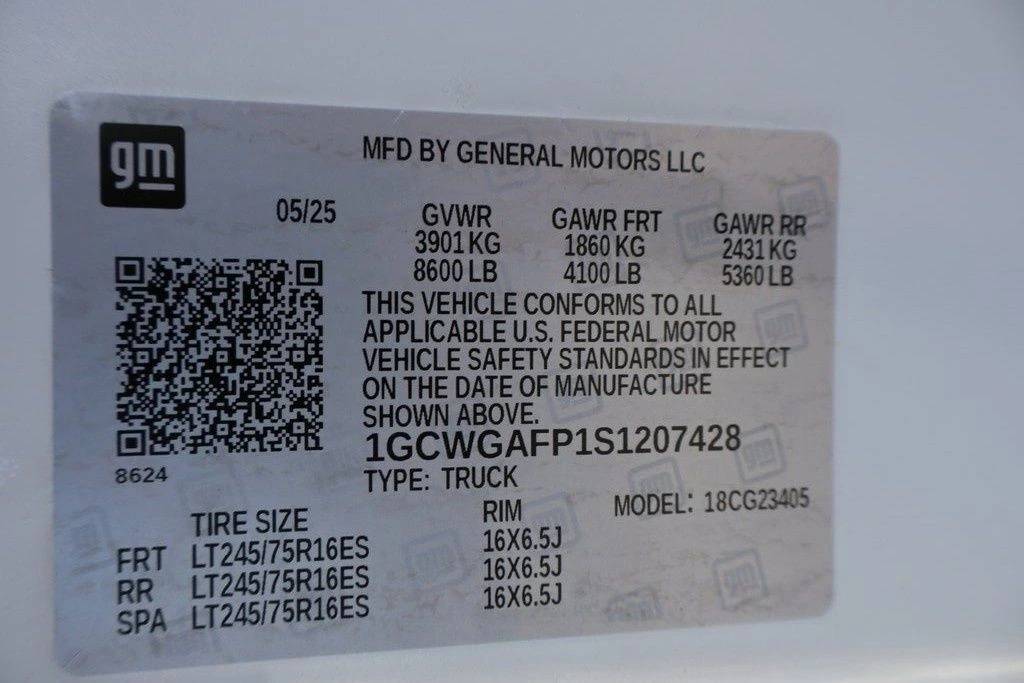 gm
MFD BY GENERAL MOTORS LLC
05/25 GVWR GAWR FRT GAWR RR
3901 KG 1860 KG 2431 KG
8600 LB 4100 LB 5360 LB
THIS VEHICLE CONFORMS TO ALL
APPLICABLE U.S. FEDERAL MOTOR
VEHICLE SAFETY STANDARDS IN EFFECT
ON THE DATE OF MANUFACTURE
SHOWN ABOVE.
1GCWGAFP1S1207428
8624
TYPE: TRUCK
MODEL: 18CG23405
TIRE SIZE RIM
FRT LT245/75R16ES 16X6.5J
RR LT245/75R16ES 16X6.5J
SPA LT245/75R16ES 16X6.5J